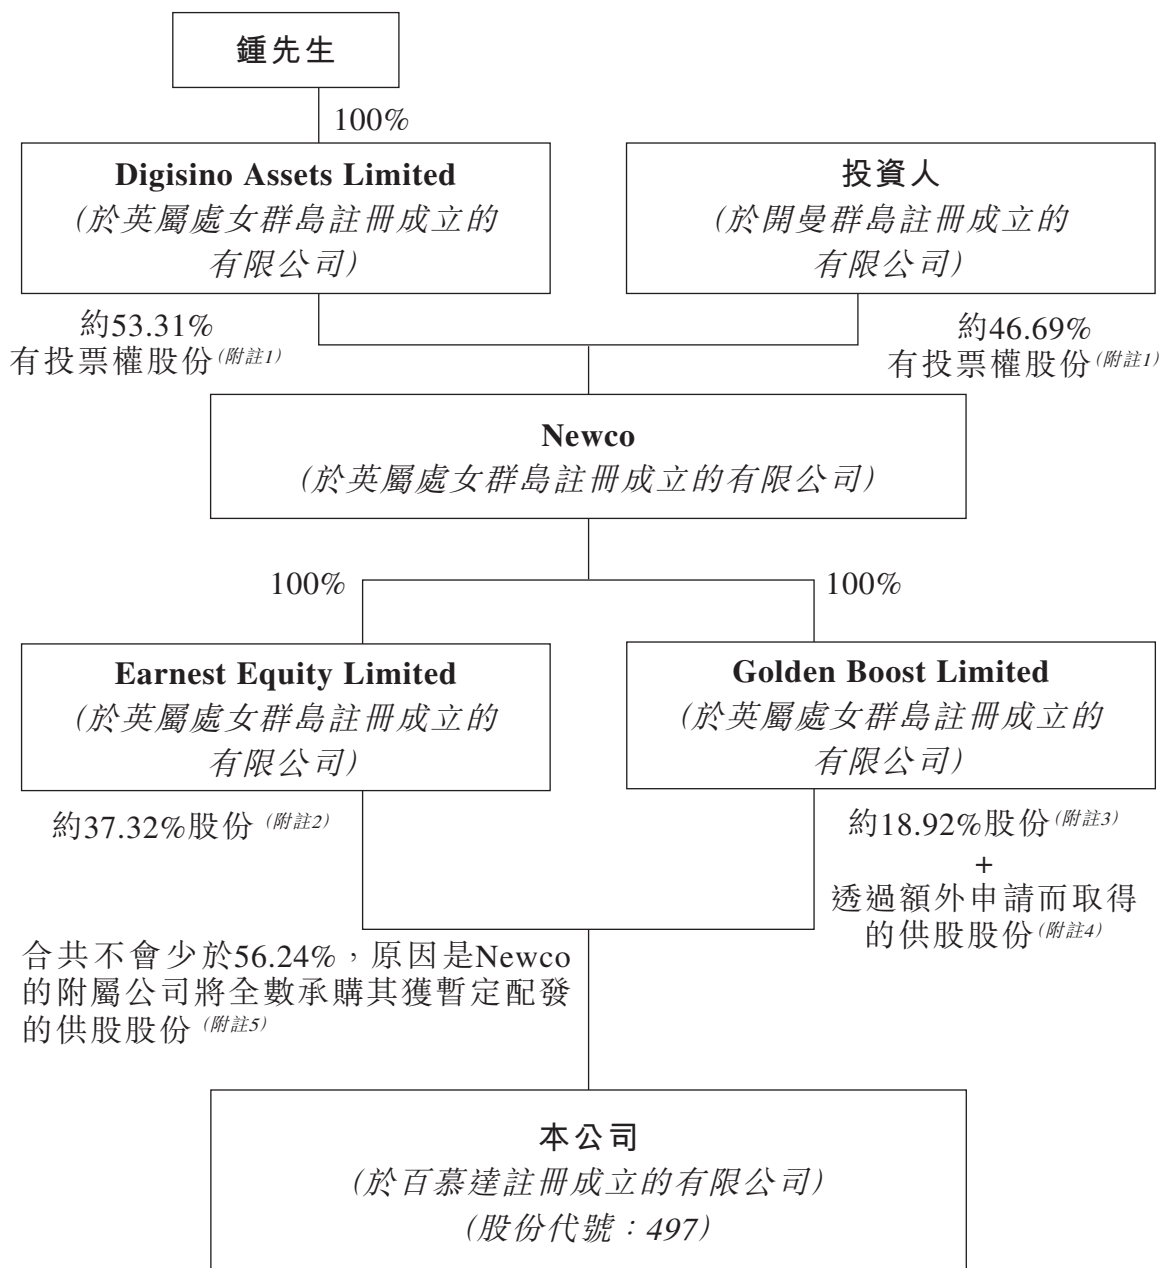 鍾先生
100%
Digisino Assets Limited
(於英屬處女群島註冊成立的
有限公司)
投資人
(於開曼群島註冊成立的
有限公司)
約53.31%
有投票權股份(附註1)
約46.69%
有投票權股份(附註1)
Newco
(於英屬處女群島註冊成立的有限公司)
100%
100%
Earnest Equity Limited
(於英屬處女群島註冊成立的
有限公司)
Golden Boost Limited
(於英屬處女群島註冊成立的
有限公司)
約37.32%股份 (附註2)
約18.92%股份(附註3)
+
透過額外申請而取得
的供股股份(附註4)
合共不會少於56.24%，原因是Newco
的附屬公司將全數承購其獲暫定配發
的供股股份 (附註5)
本公司
(於百慕達註冊成立的有限公司)
(股份代號：497)